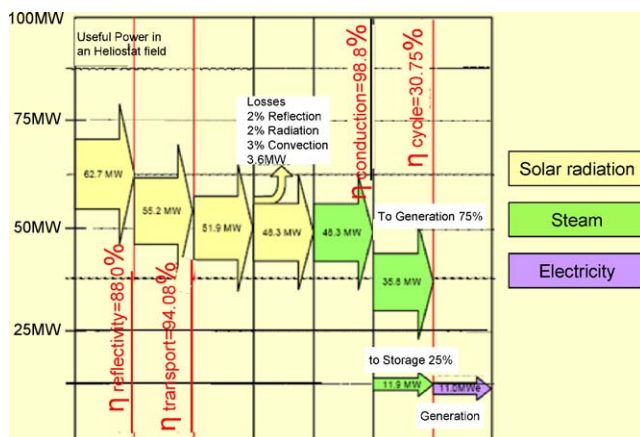 100MW
Useful Power in
an Heliostat field
75MW
50MW
25MW
62.7 MW
55.2 MW
51.9 MW
Losses
2% Reflection
2% Radiation
3% Convection
3.6MW
48.3 MW
48.3 MW
35.8 MW
η reflectivity=88.0%
η transport=94.08%
η conduction=98.8%
η cycle=30.75%
To Generation 75%
to Storage 25%
11.9 MW
11.0MWe
Generation
Solar radiation
Steam
Electricity